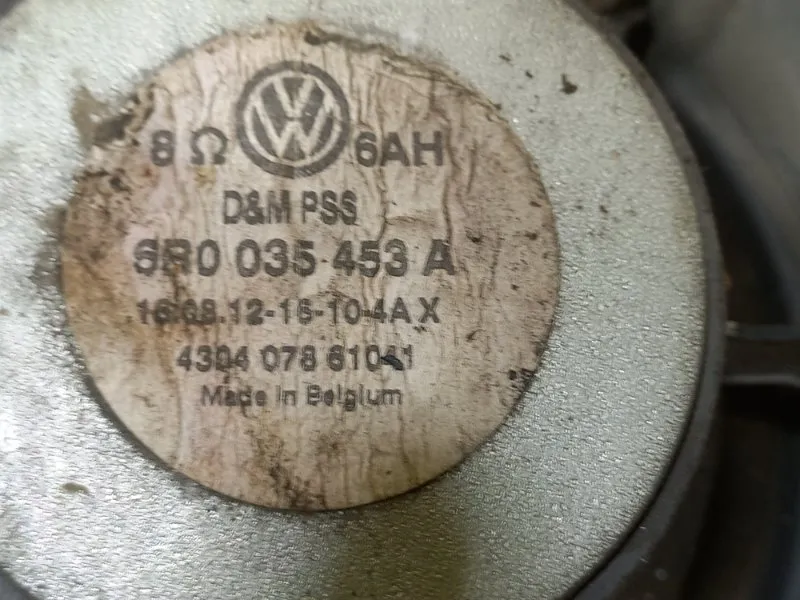 8 Ω 6AH
D&M PSS
6R0 035 453 A
16.08.12-16-10-4A X
4304 078 61041
Made in Belgium